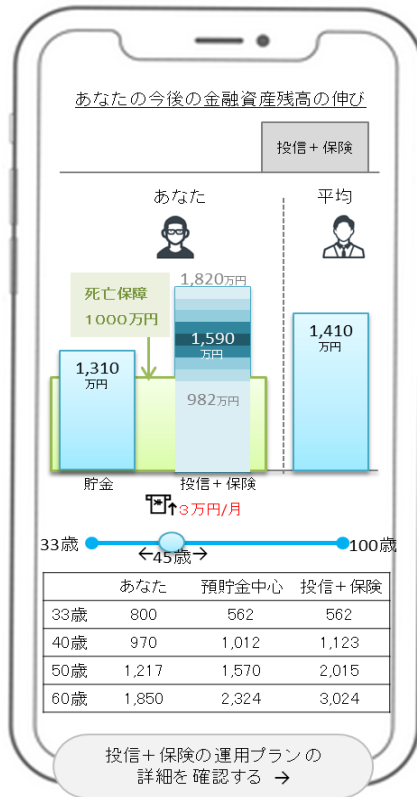 あなたの今後の金融資産残高の伸び
投信+保険
あなた
平均
1,820万円
死亡保障
1000万円
1,590
万円
1,410
万円
1,310
万円
982万円
貯金
投信+保険
3万円/月
33歳
←45歳→
100歳
あなた 預貯金中心 投信+保険
33歳 800 562 562
40歳 970 1,012 1,123
50歳 1,217 1,570 2,015
60歳 1,850 2,324 3,024
投信+保険の運用プランの
詳細を確認する →